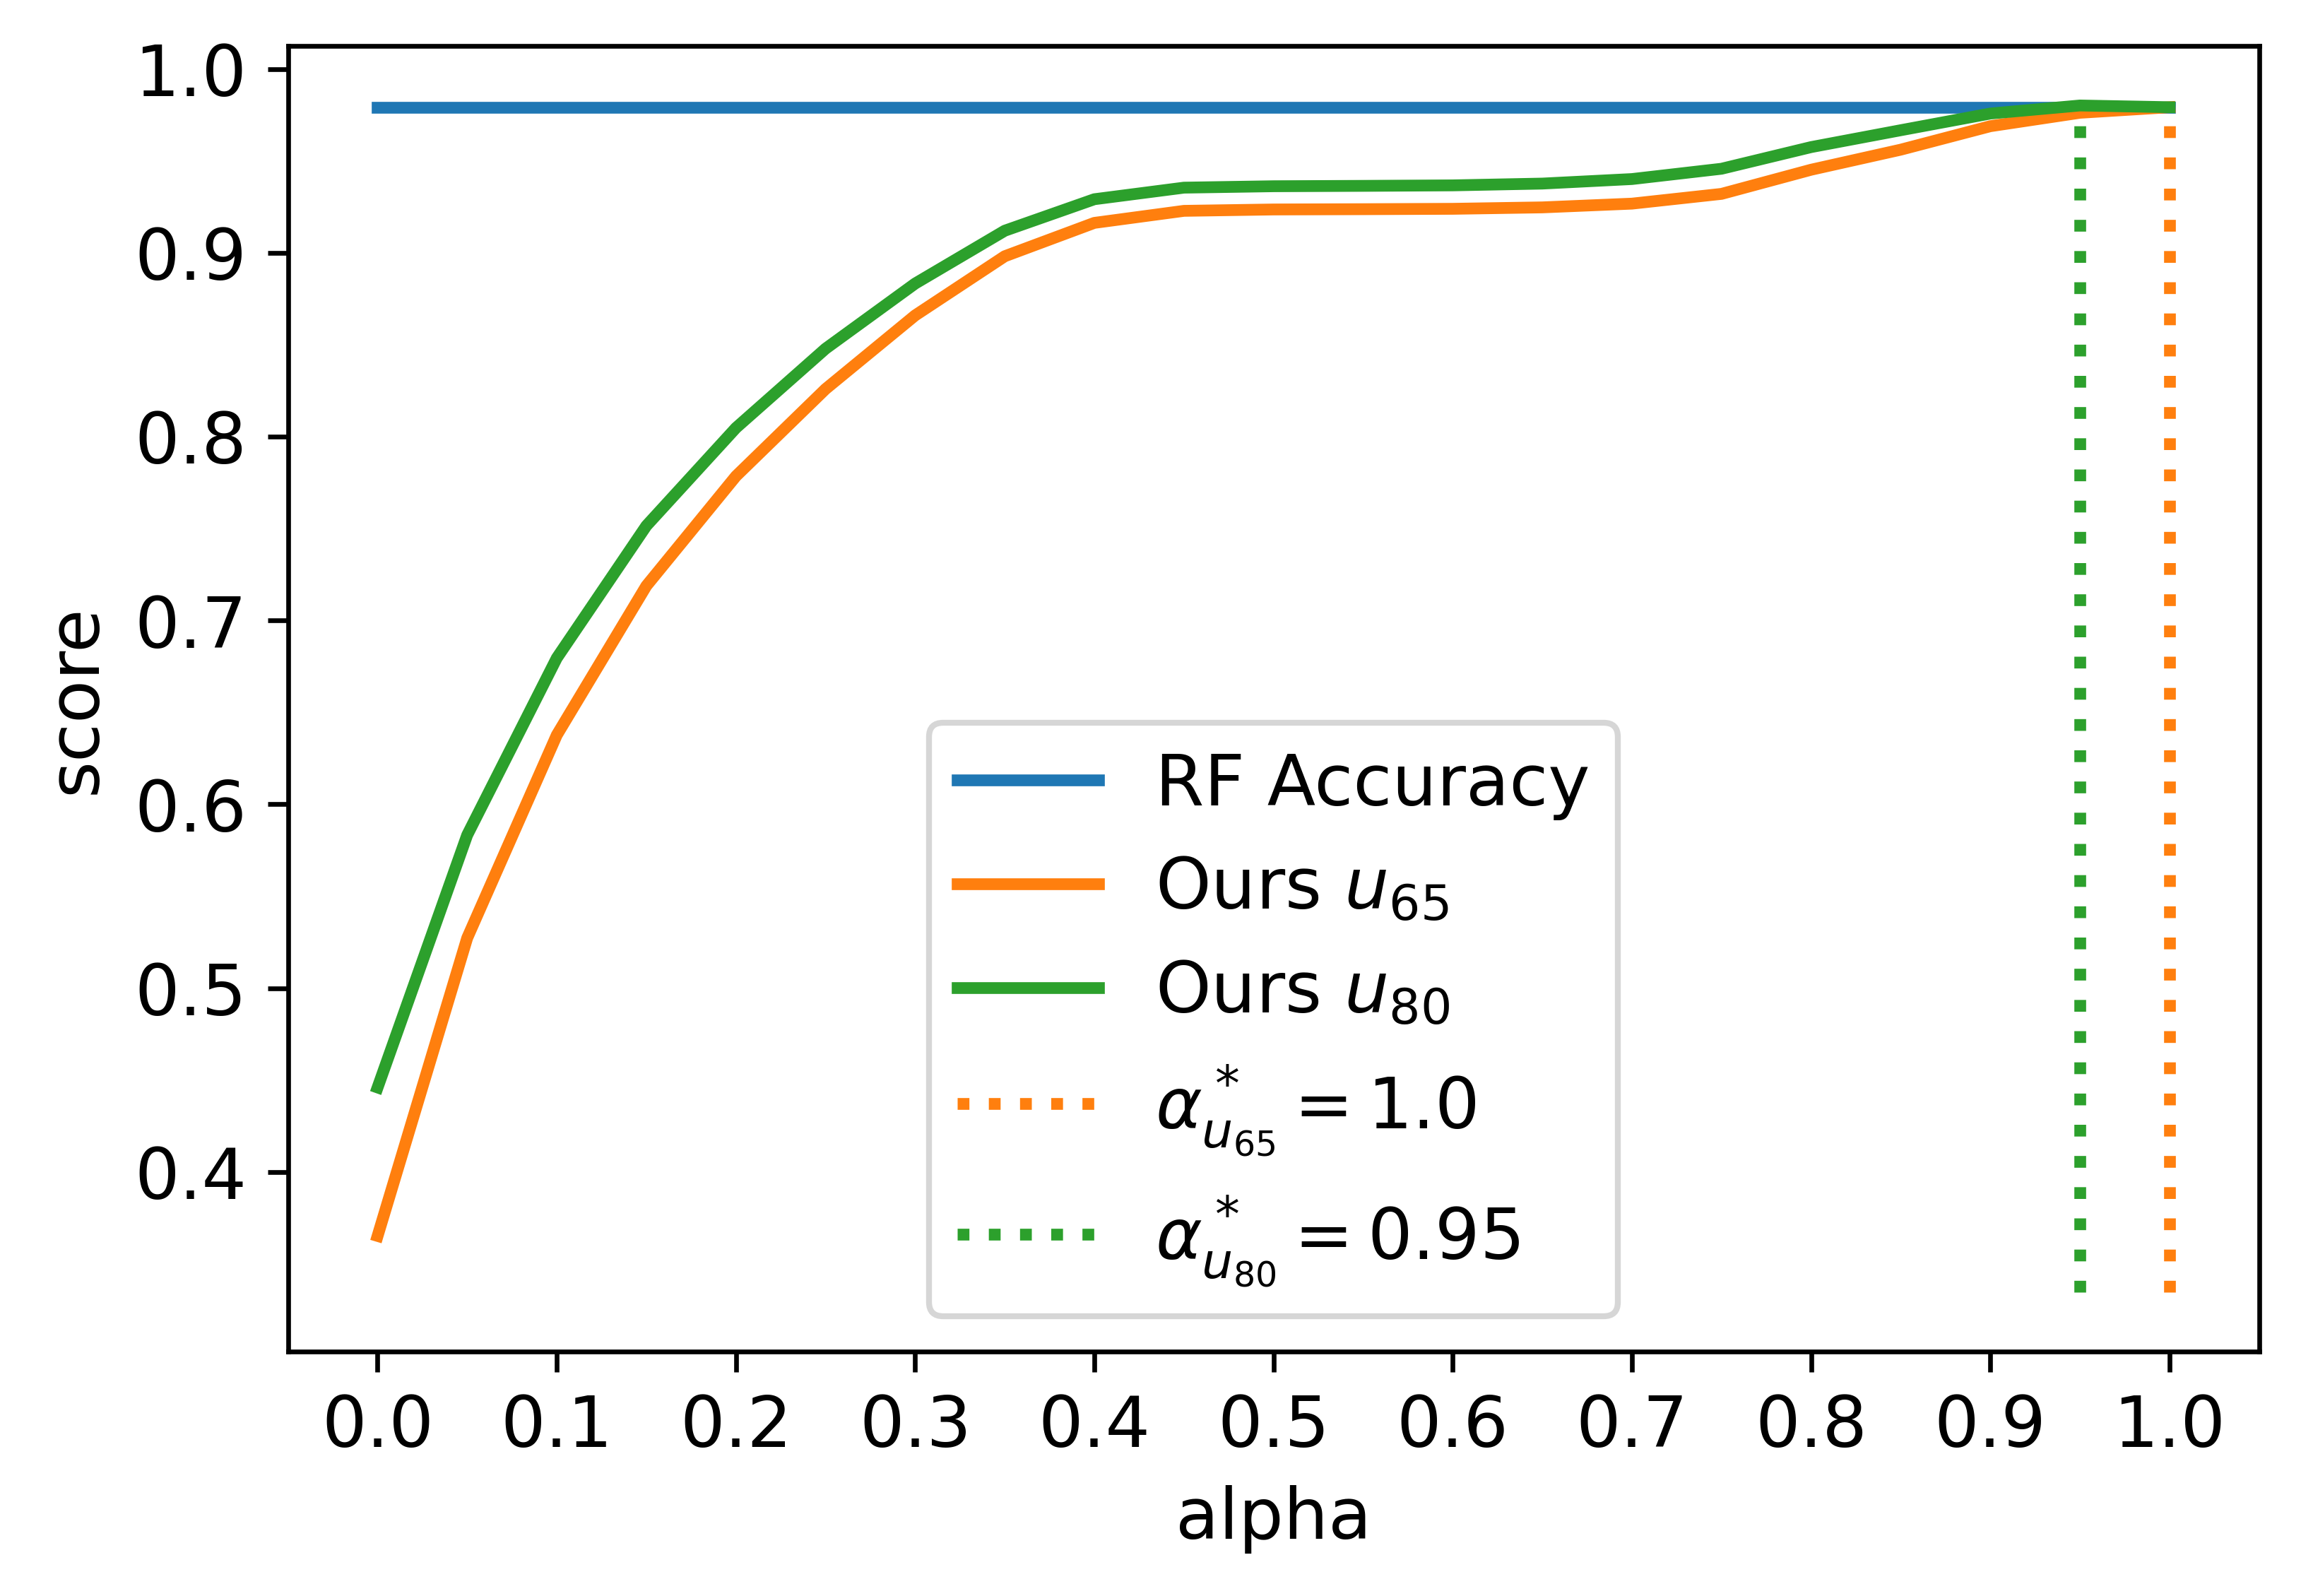 1.0
0.9
0.8
0.7
0.6
0.5
0.4
score
RF Accuracy
Ours u₆₅
Ours u₈₀
α*ᵤ₆₅ = 1.0
α*ᵤ₈₀ = 0.95
0.0 0.1 0.2 0.3 0.4 0.5 0.6 0.7 0.8 0.9 1.0
alpha